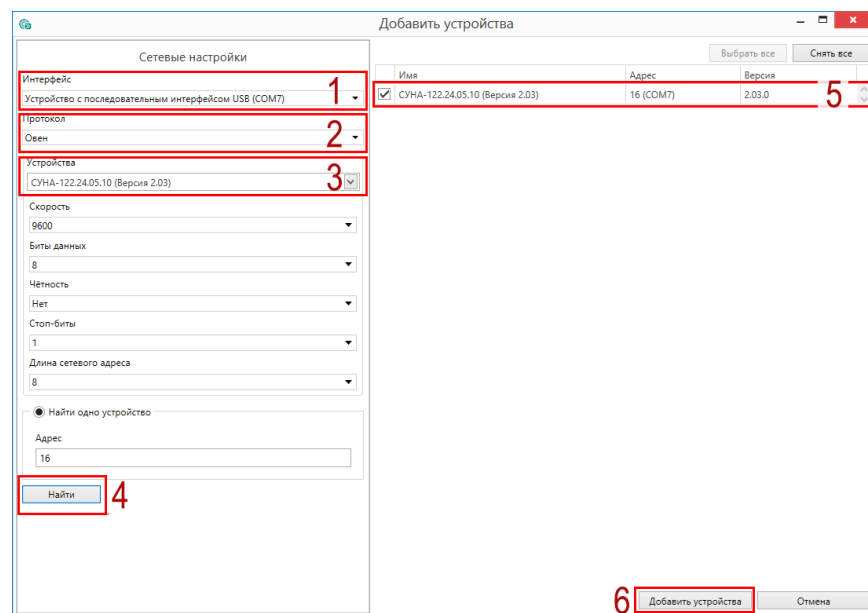 Добавить устройства
Сетевые настройки
Интерфейс
Устройство с последовательным интерфейсом USB (COM7)
1
Протокол
Овен
2
Устройства
СУНА-122.24.05.10 (Версия 2.03)
3
Скорость
9600
Биты данных
8
Чётность
Нет
Стоп-биты
1
Длина сетевого адреса
8
Найти одно устройство
Адрес
16
Найти
4
Выбрать все Снять все
Имя Адрес Версия
СУНА-122.24.05.10 (Версия 2.03) 16 (COM7) 2.03.0
5
6
Добавить устройства Отмена